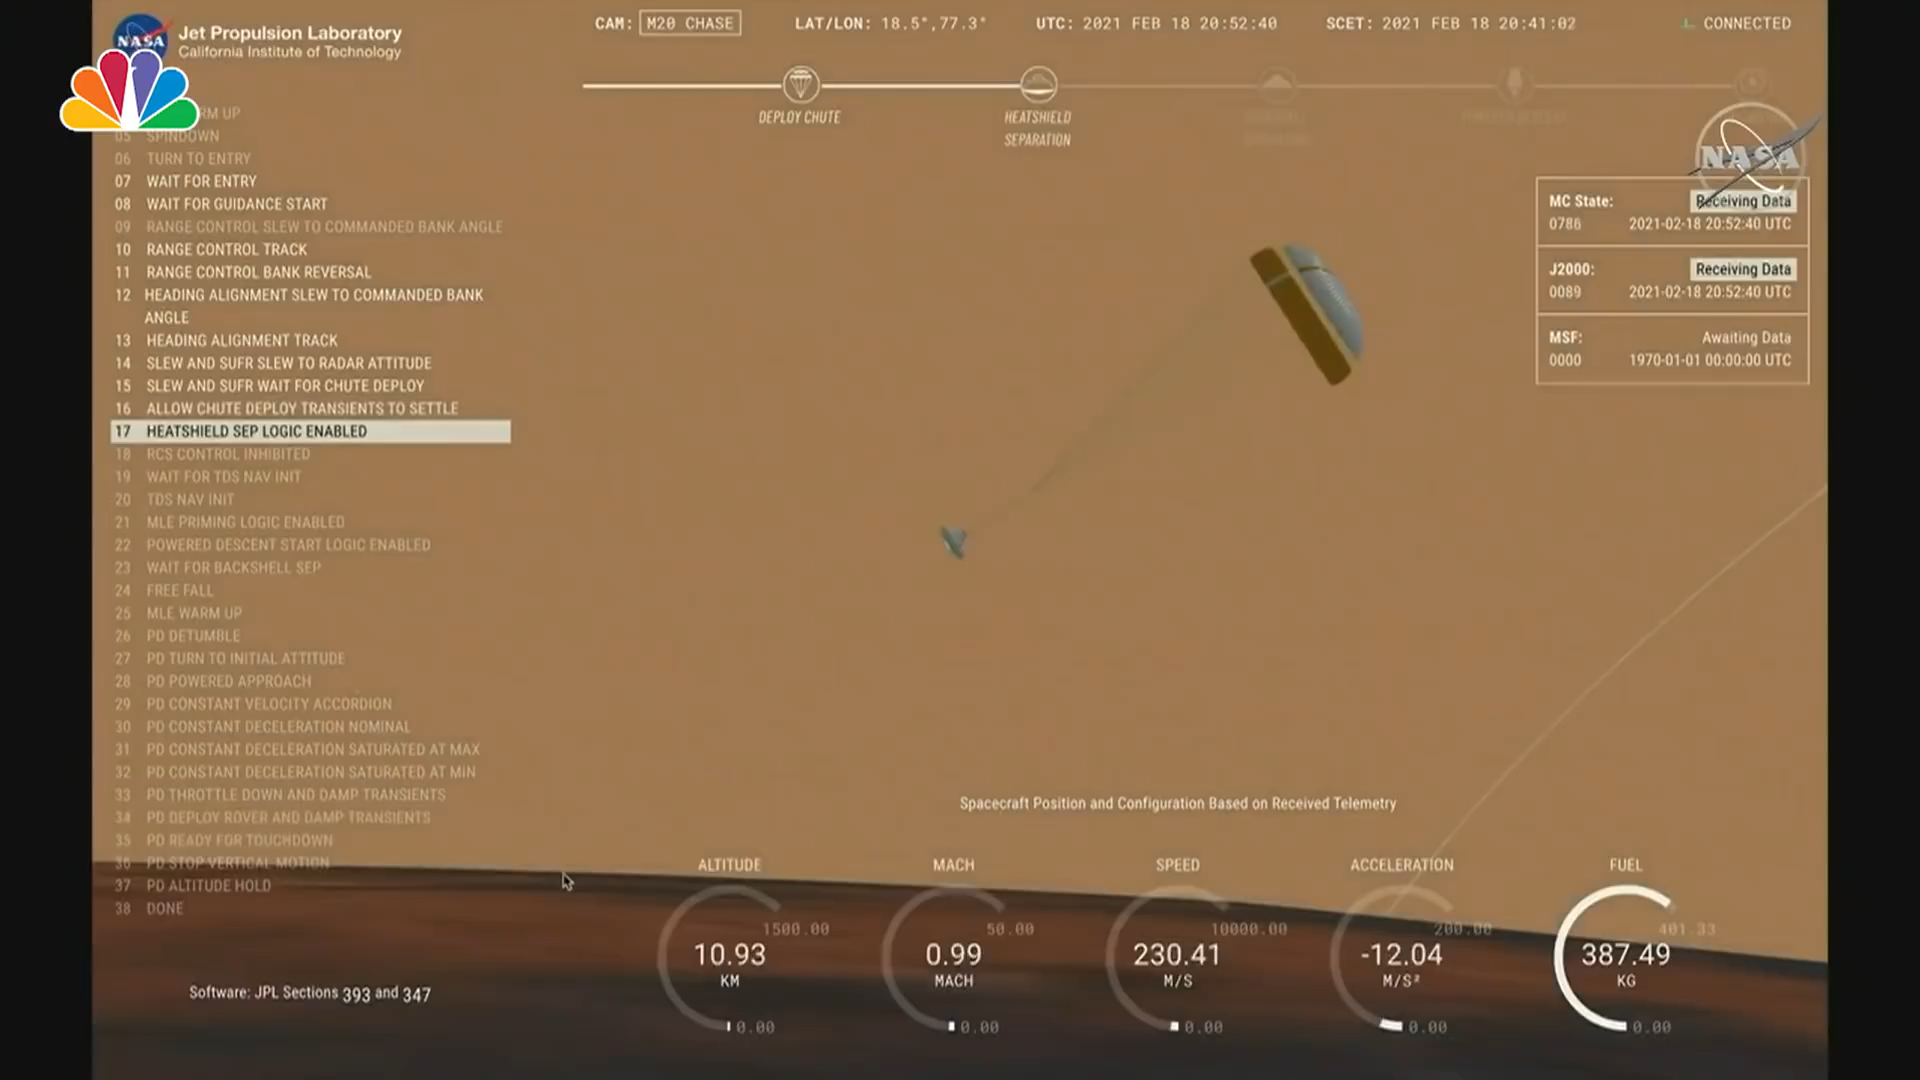 NASA
Jet Propulsion Laboratory
California Institute of Technology
CAM: M20 CHASE LAT/LON: 18.5°,77.3° UTC: 2021 FEB 18 20:52:40 SCET: 2021 FEB 18 20:41:02 CONNECTED
DEPLOY CHUTE
HEATSHIELD
SEPARATION
NASA
RM UP
05 SPINDOWN
06 TURN TO ENTRY
07 WAIT FOR ENTRY
08 WAIT FOR GUIDANCE START
09 RANGE CONTROL SLEW TO COMMANDED BANK ANGLE
10 RANGE CONTROL TRACK
11 RANGE CONTROL BANK REVERSAL
12 HEADING ALIGNMENT SLEW TO COMMANDED BANK
ANGLE
13 HEADING ALIGNMENT TRACK
14 SLEW AND SUFR SLEW TO RADAR ATTITUDE
15 SLEW AND SUFR WAIT FOR CHUTE DEPLOY
16 ALLOW CHUTE DEPLOY TRANSIENTS TO SETTLE
17 HEATSHIELD SEP LOGIC ENABLED
18 RCS CONTROL INHIBITED
19 WAIT FOR TDS NAV INIT
20 TDS NAV INIT
21 MLE PRIMING LOGIC ENABLED
22 POWERED DESCENT START LOGIC ENABLED
23 WAIT FOR BACKSHELL SEP
24 FREE FALL
25 MLE WARM UP
26 PD DETUMBLE
27 PD TURN TO INITIAL ATTITUDE
28 PD POWERED APPROACH
29 PD CONSTANT VELOCITY ACCORDION
30 PD CONSTANT DECELERATION NOMINAL
31 PD CONSTANT DECELERATION SATURATED AT MAX
32 PD CONSTANT DECELERATION SATURATED AT MIN
33 PD THROTTLE DOWN AND DAMP TRANSIENTS
34 PD DEPLOY ROVER AND DAMP TRANSIENTS
35 PD READY FOR TOUCHDOWN
36 PD STOP VERTICAL MOTION
37 PD ALTITUDE HOLD
38 DONE
Software: JPL Sections 393 and 347
MC State: Receiving Data
0786 2021-02-18 20:52:40 UTC
J2000: Receiving Data
0089 2021-02-18 20:52:40 UTC
MSF: Awaiting Data
0000 1970-01-01 00:00:00 UTC
Spacecraft Position and Configuration Based on Received Telemetry
ALTITUDE MACH SPEED ACCELERATION FUEL
1500.00 50.00 10000.00 200.00 401.33
10.93 0.99 230.41 -12.04 387.49
KM MACH M/S M/S² KG
0.00 0.00 0.00 0.00 0.00